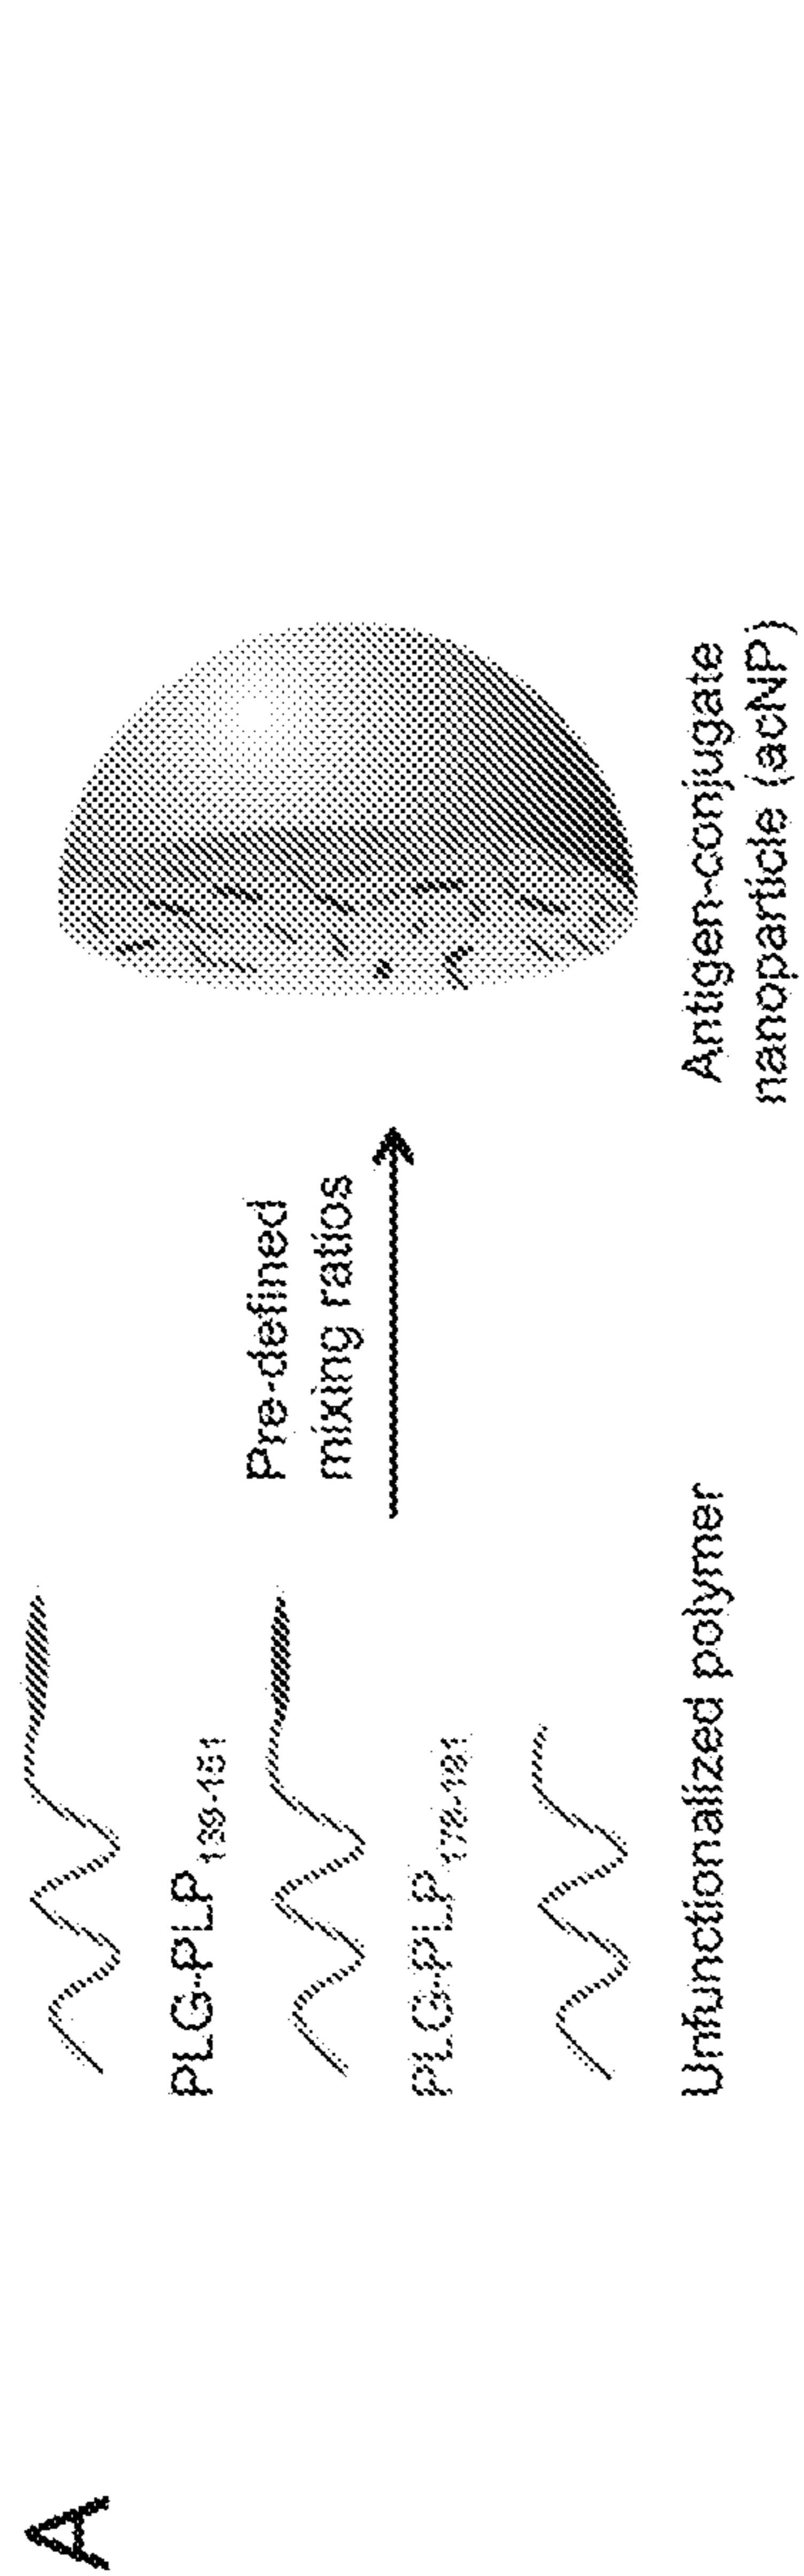 A
PLG-PLP139-151
PLG-PLP178-191
Unfunctionalized polymer
Pre-defined
mixing ratios
Antigen-conjugate
nanoparticle (acNP)